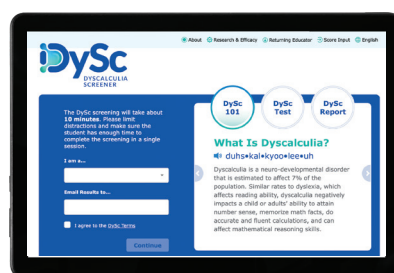 About Research & Efficacy Returning Educator Score Input English
DySc
DYSCALCULIA
SCREENER
The DySc screening will take about
10 minutes. Please limit
distractions and make sure the
student has enough time to
complete the screening in a single
session.
I am a...
Email Results to...
I agree to the DySc Terms
Continue
DySc
101
DySc
Test
DySc
Report
What Is Dyscalculia?
duhs•kal•kyoo•lee•uh
Dyscalculia is a neuro-developmental disorder
that is estimated to affect 7% of the
population. Similar rates to dyslexia, which
affects reading ability, dyscalculia negatively
impacts a child or adults' ability to attain
number sense, memorize math facts, do
accurate and fluent calculations, and can
affect mathematical reasoning skills.